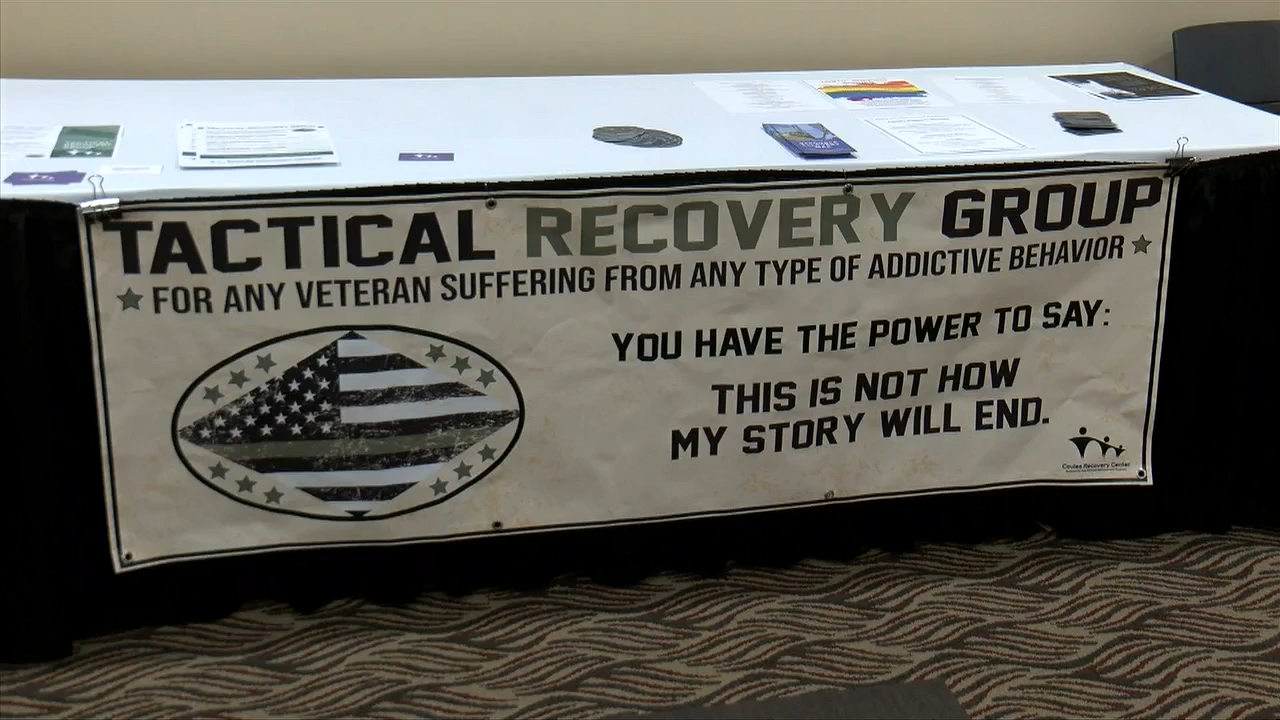 TACTICAL RECOVERY GROUP
FOR ANY VETERAN SUFFERING FROM ANY TYPE OF ADDICTIVE BEHAVIOR
YOU HAVE THE POWER TO SAY:
THIS IS NOT HOW
MY STORY WILL END.
Coulee Recovery Center